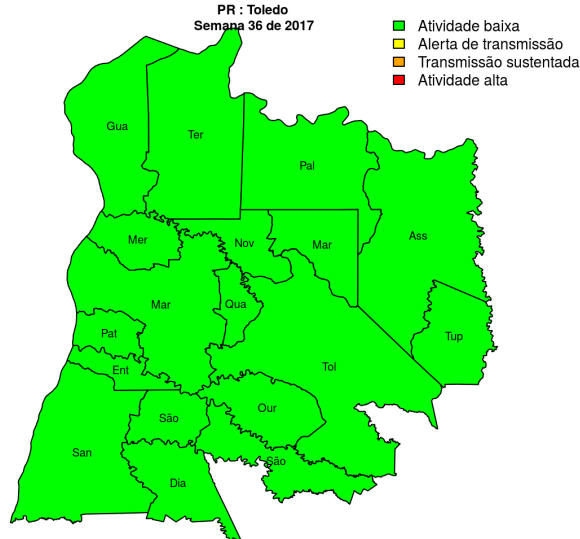 PR : Toledo
Semana 36 de 2017
Atividade baixa
Alerta de transmissão
Transmissão sustentada
Atividade alta
Gua
Ter
Pal
Mer
Nov
Mar
Ass
Mar
Qua
Pat
Tup
Ent
Tol
São
Our
San
São
Dia